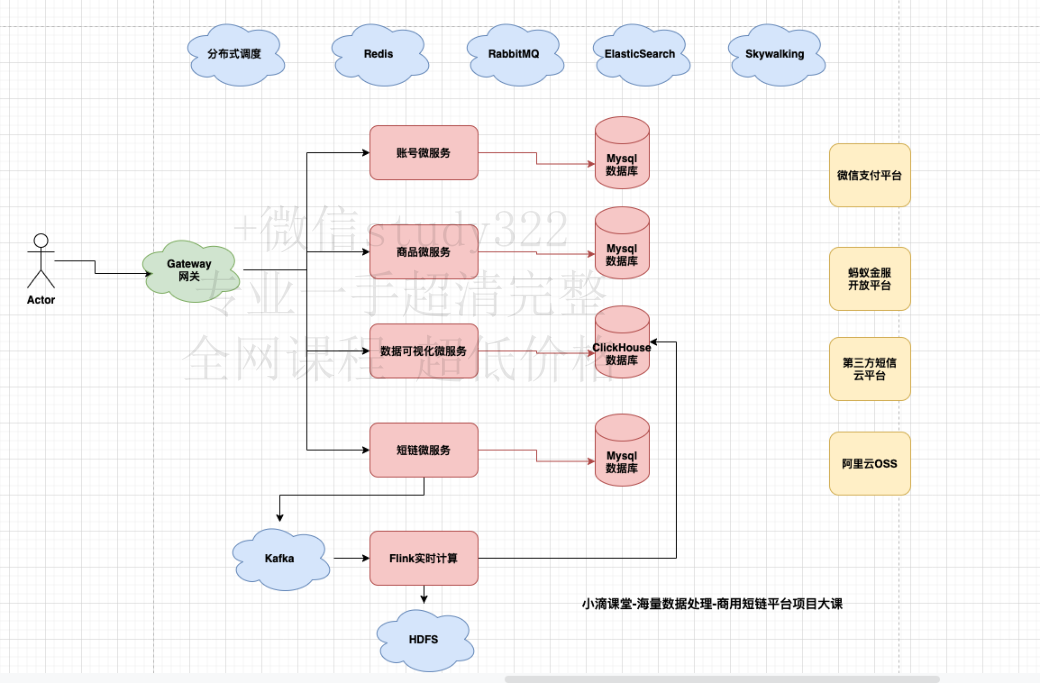 分布式调度
Redis
RabbitMQ
ElasticSearch
Skywalking
账号微服务
Mysql
数据库
微信支付平台
+微信study322
商品微服务
Mysql
数据库
Actor
Gateway
网关
专业一手超清完整
蚂蚁金服
开放平台
全网课程 超低价格
数据可视化微服务
ClickHouse
数据库
第三方短信
云平台
短链微服务
Mysql
数据库
阿里云OSS
Kafka
Flink实时计算
小滴课堂-海量数据处理-商用短链平台项目大课
HDFS